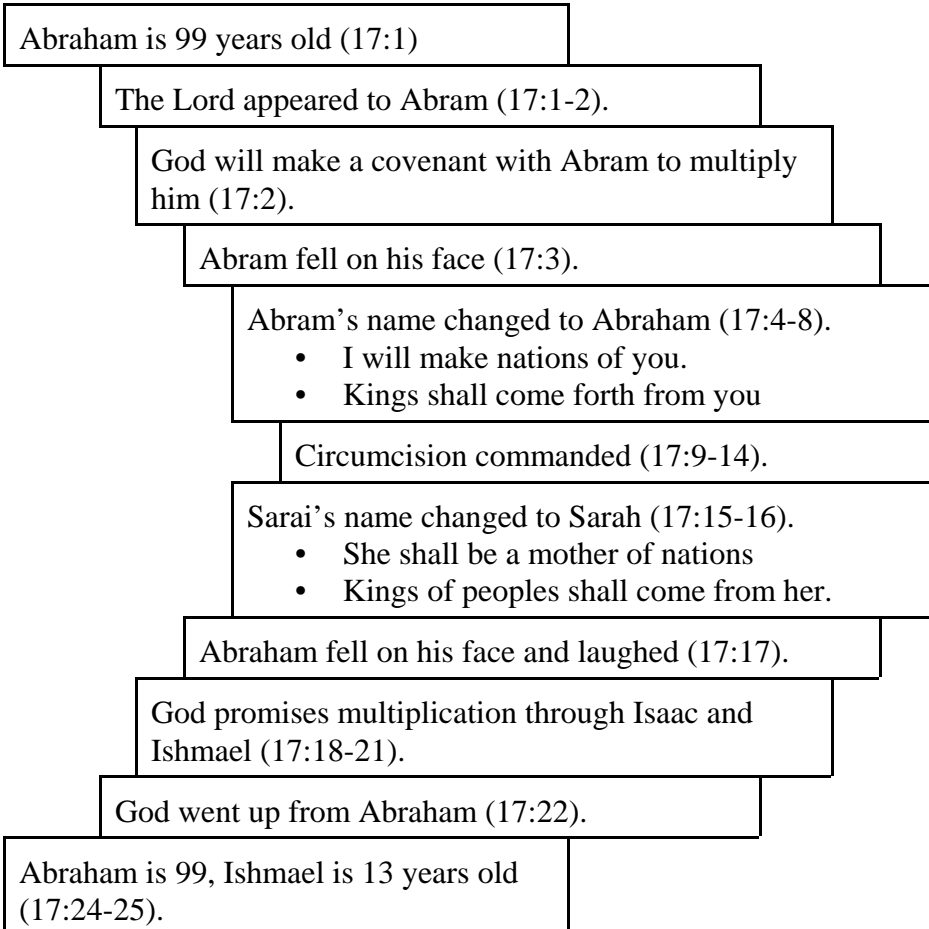 Abraham is 99 years old (17:1)
The Lord appeared to Abram (17:1-2).
God will make a covenant with Abram to multiply
him (17:2).
Abram fell on his face (17:3).
Abram’s name changed to Abraham (17:4-8).
• I will make nations of you.
• Kings shall come forth from you
Circumcision commanded (17:9-14).
Sarai’s name changed to Sarah (17:15-16).
• She shall be a mother of nations
• Kings of peoples shall come from her.
Abraham fell on his face and laughed (17:17).
God promises multiplication through Isaac and
Ishmael (17:18-21).
God went up from Abraham (17:22).
Abraham is 99, Ishmael is 13 years old
(17:24-25).